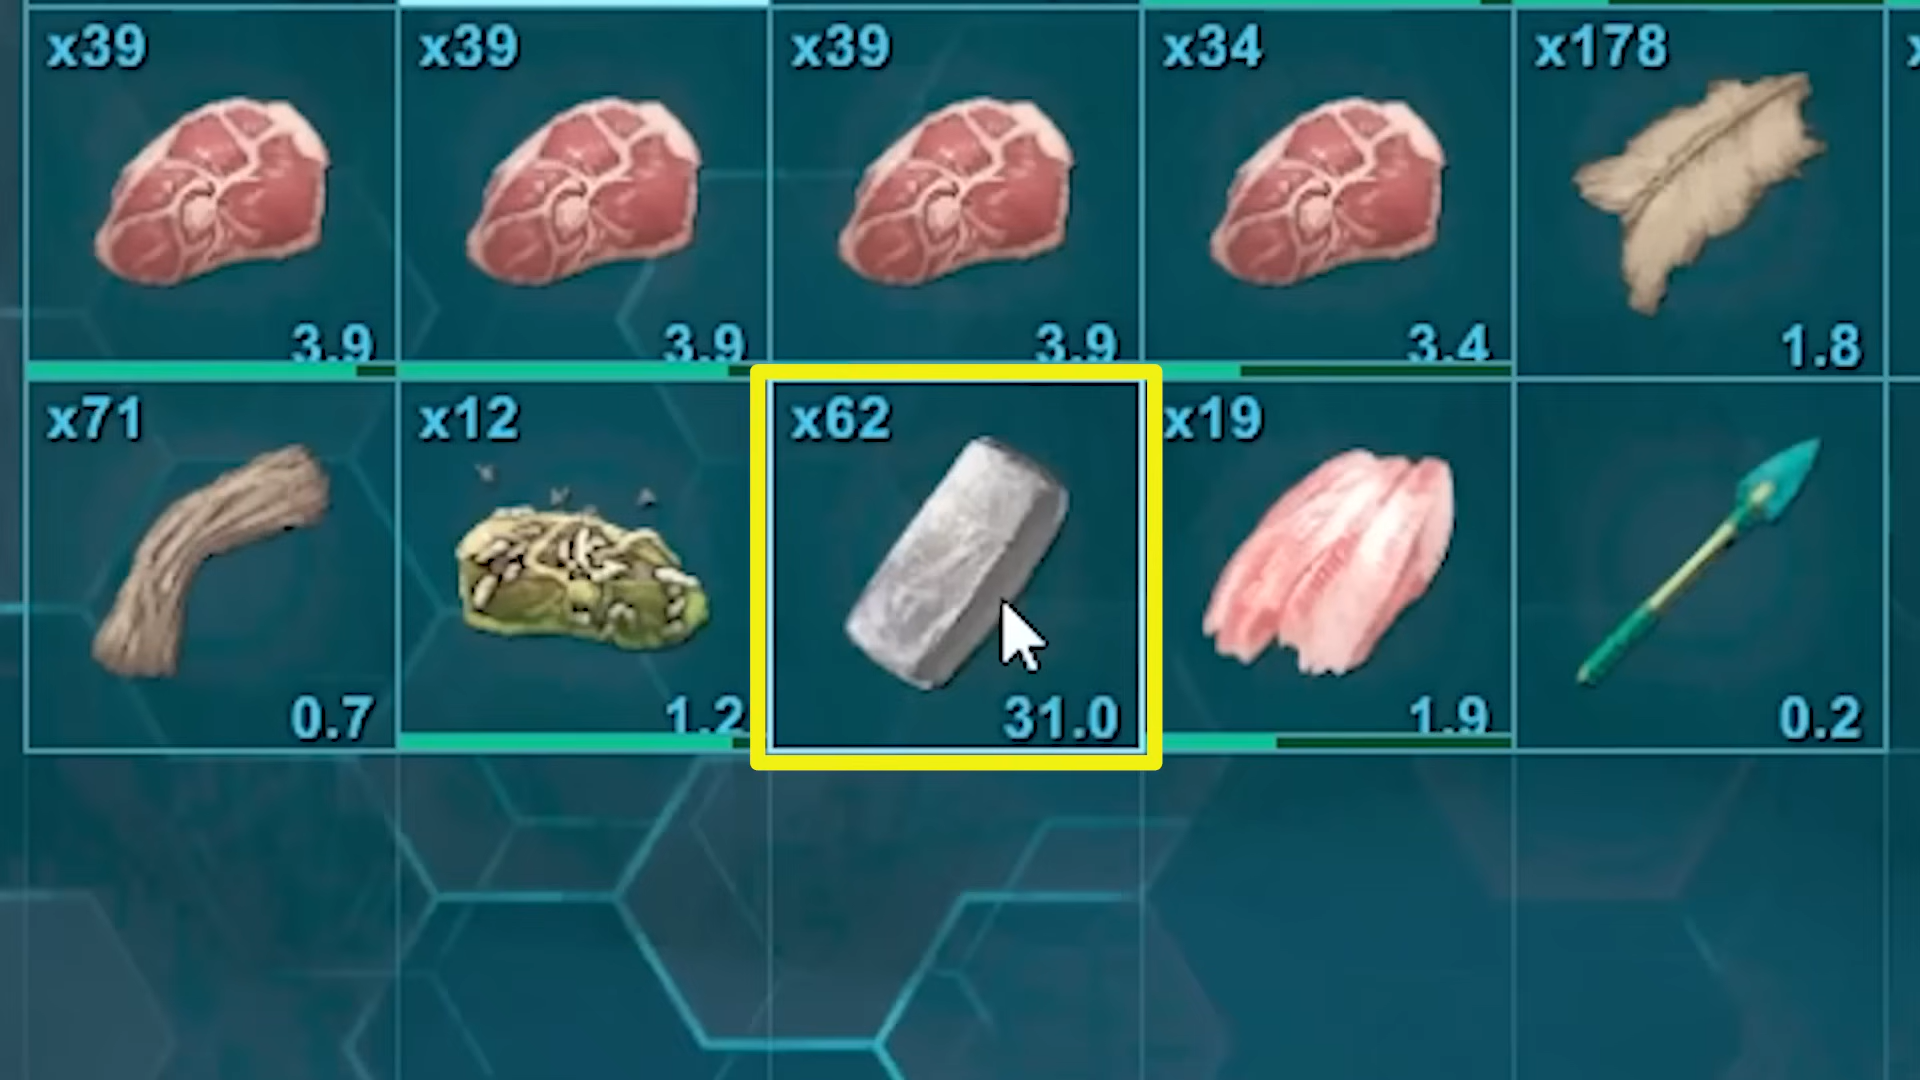 x39 x39 x39 x34 x178
3.9 3.9 3.9 3.4 1.8
x71 x12 x62 x19
0.7 1.2 31.0 1.9 0.2